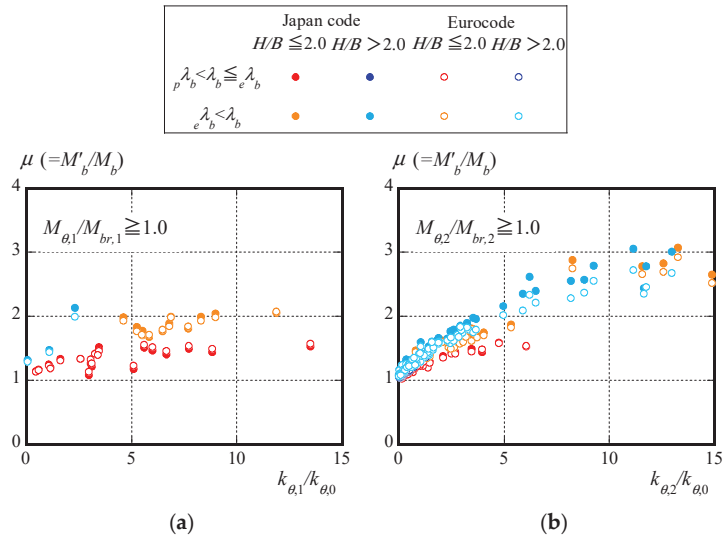 Japan code Eurocode
H/B ≦2.0 H/B >2.0 H/B ≦2.0 H/B >2.0
pλb<λb≦eλb
eλb<λb
μ (=M'b/Mb)
4
Mθ,1/Mbr,1≧1.0
3
2
1
0
0 5 10 15
kθ,1/kθ,0
(a)
μ (=M'b/Mb)
4
Mθ,2/Mbr,2≧1.0
3
2
1
0
0 5 10 15
kθ,2/kθ,0
(b)